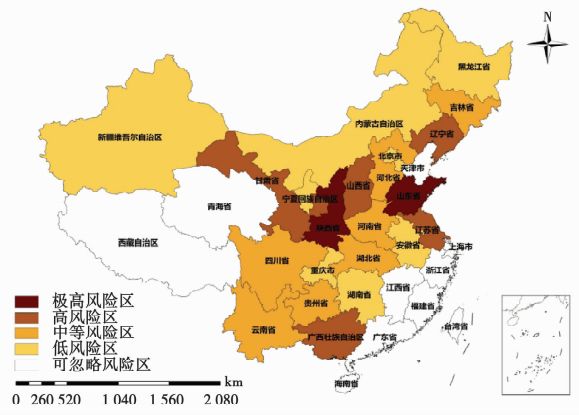 N
黑龙江省
吉林省
内蒙古自治区
辽宁省
新疆维吾尔自治区
北京市
天津市
河北省
甘肃省
山西省
宁夏回族自治区
山东省
青海省
陕西省
河南省
江苏省
西藏自治区
安徽省
上海市
四川省
湖北省
重庆市
浙江省
江西省
湖南省
贵州省
福建省
云南省
台湾省
广西壮族自治区
广东省
海南省
极高风险区
高风险区
中等风险区
低风险区
可忽略风险区
km
0 260 520 1 040 1 560 2 080